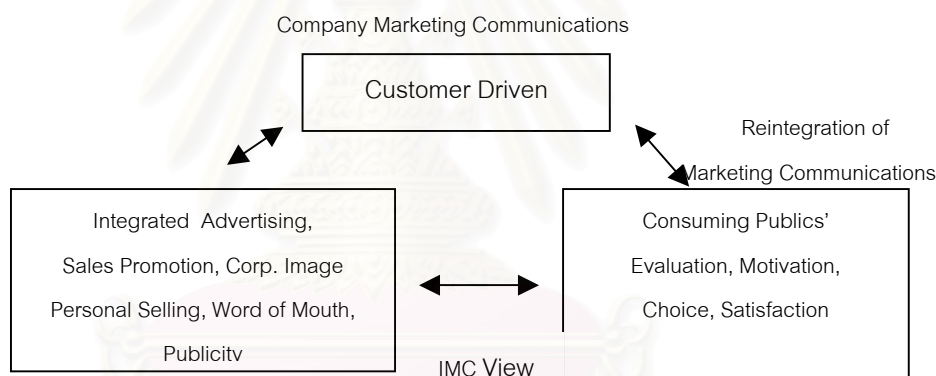 Company Marketing Communications
Customer Driven
Reintegration of
Marketing Communications
Integrated Advertising,
Sales Promotion, Corp. Image
Personal Selling, Word of Mouth,
Publicity
Consuming Publics'
Evaluation, Motivation,
Choice, Satisfaction
IMC View